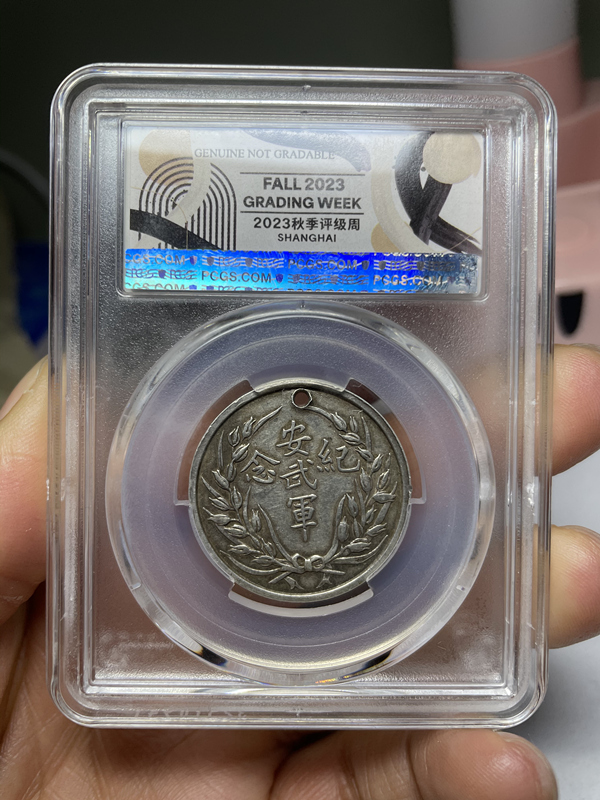 GENUINE NOT GRADABLE
FALL 2023
GRADING WEEK
2023秋季评级周
SHANGHAI
PCGS.COM
安武軍
紀念